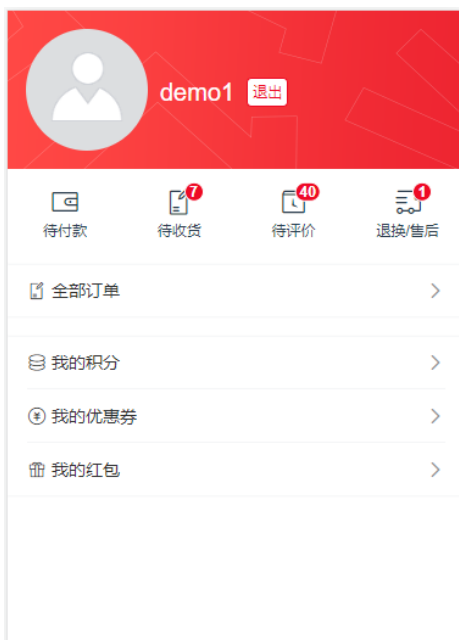 demo1 退出
7 40 1
待付款 待收货 待评价 退换/售后
全部订单
我的积分
我的优惠券
我的红包